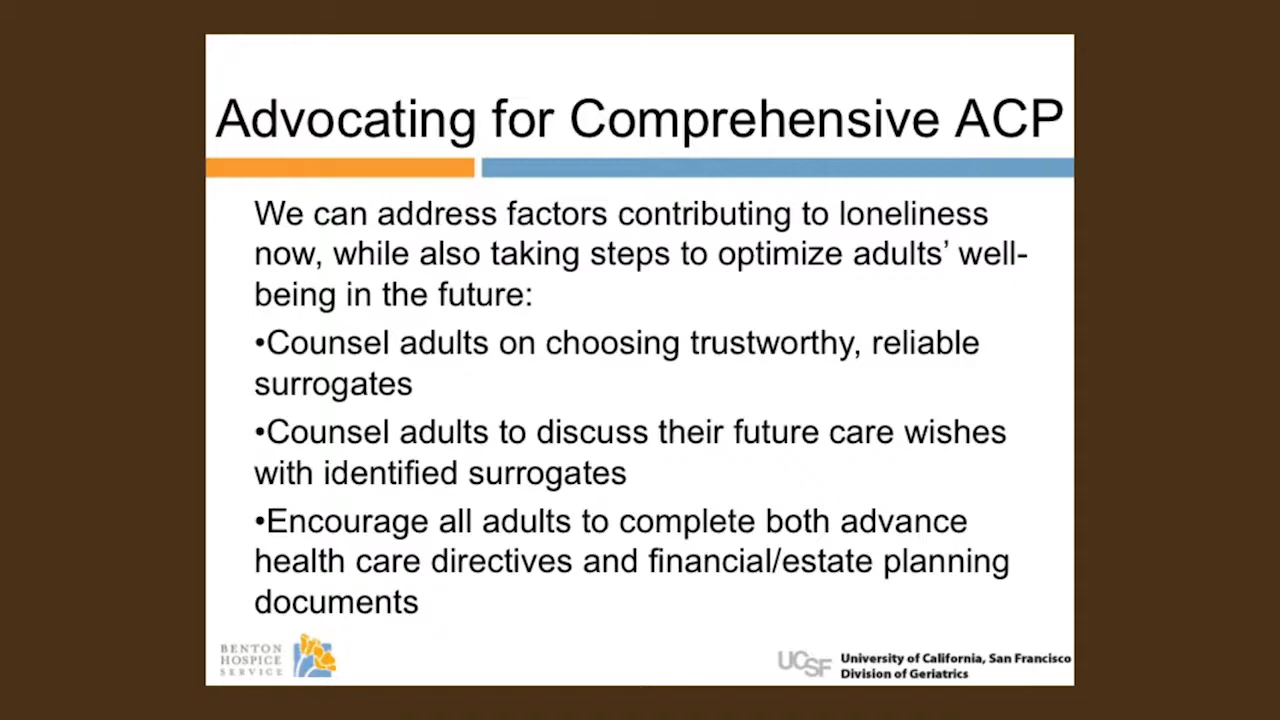 Advocating for Comprehensive ACP
We can address factors contributing to loneliness
now, while also taking steps to optimize adults’ well-
being in the future:
•Counsel adults on choosing trustworthy, reliable
surrogates
•Counsel adults to discuss their future care wishes
with identified surrogates
•Encourage all adults to complete both advance
health care directives and financial/estate planning
documents
BENTON
HOSPICE
SERVICE
UCSF
University of California, San Francisco
Division of Geriatrics